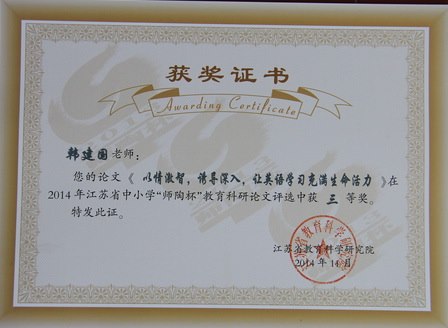 获奖证书
Awarding Certificate
韩建国老师：
您的论文《以情激智，诱导深入，让英语学习充满生命活力》在
2014年江苏省中小学“师陶杯”教育科研论文评选中获 三 等奖。
特发此证。
江苏省教育科学研究院
2014年11月